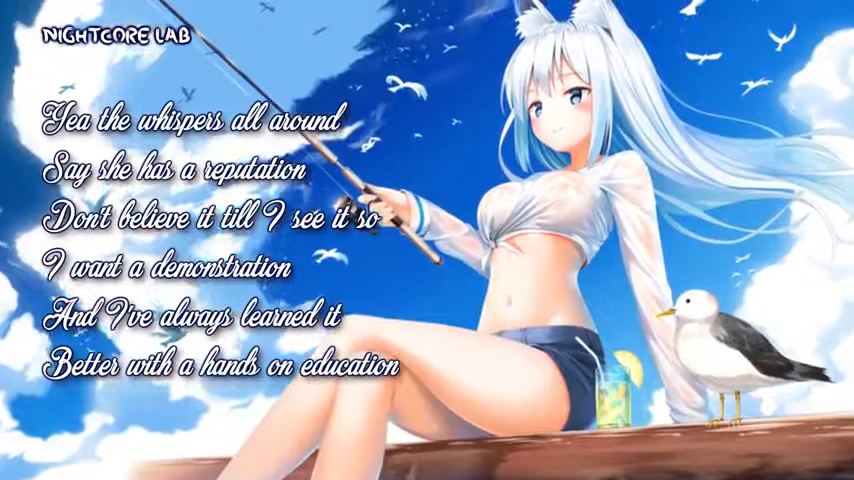 NIGHTCORE LAB
Yea the whispers all around
Say she has a reputation
Don't believe it till I see it so
I want a demonstration
And I've always learned it
Better with a hands on education